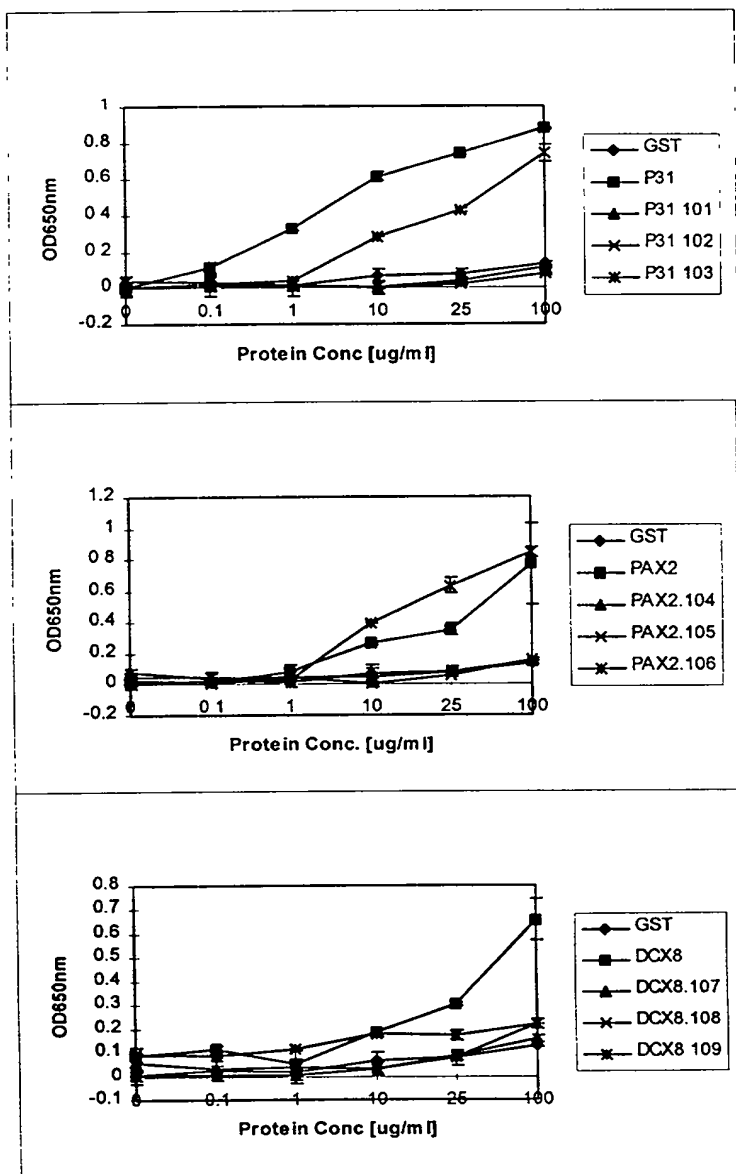 1
0.8
0.6
0.4
0.2
0
-0.2
OD650nm
0 0.1 1 10 25 100
Protein Conc [ug/ml]
GST
P31
P31 101
P31 102
P31 103
1.2
1
0.8
0.6
0.4
0.2
0
-0.2
OD650nm
0 0 1 1 10 25 100
Protein Conc. [ug/ml]
GST
PAX2
PAX2.104
PAX2.105
PAX2.106
0.8
0.7
0.6
0.5
0.4
0.3
0.2
0.1
0
-0.1
OD650nm
0 0.1 1 10 25 100
Protein Conc [ug/ml]
GST
DCX8
DCX8.107
DCX8.108
DCX8 109